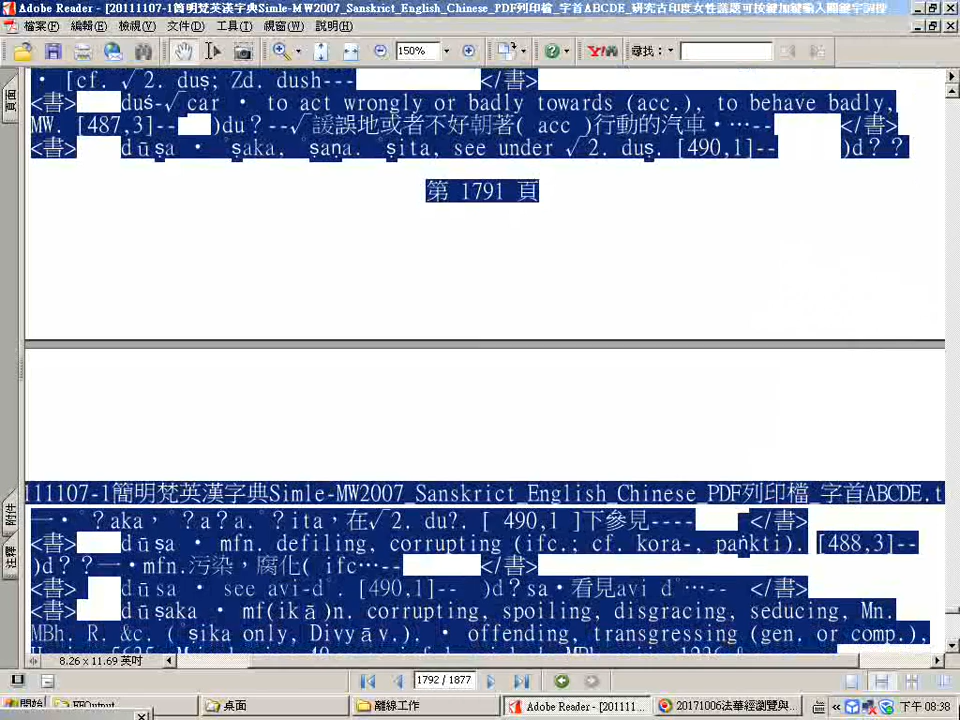 Adobe Reader - [20111107-1簡明梵英漢字典Simle-MW2007_Sanskrict_English_Chinese_PDF列印檔_字首ABCDE_研究古印度女性議題可按鍵加鍵輸入關鍵字詞搜
檔案(F) 編輯(E) 檢視(V) 文件(D) 工具(T) 視窗(W) 說明(H)
150% Y! 尋找：
頁面
• [cf. √ 2. duṣ; Zd. dush--- </書>
<書> duś-√ car • to act wrongly or badly towards (acc.), to behave badly,
MW. [487,3]-- )du？--√謾誤地或者不好朝著( acc )行動的汽車•…-- </書>
<書> dūṣa • °ṣaka, °ṣaṇa. °ṣita, see under √ 2. duṣ. [490,1]-- )d？？
第 1791 頁
111107-1簡明梵英漢字典Simle-MW2007_Sanskrict_English_Chinese_PDF列印檔_字首ABCDE.t
一•°？aka，°？a？a.°？ita，在√2. du?. [ 490,1 ]下參見---- </書>
<書> dūṣa • mfn. defiling, corrupting (ifc.; cf. kora-, paṅkti). [488,3]--
)d？？一•mfn.污染，腐化( ifc…-- </書>
<書> dūsa • see avi-d°. [490,1]-- )d？sa•看見avi d°…-- </書>
<書> dūṣaka • mf(ikā)n. corrupting, spoiling, disgracing, seducing, Mn.
MBh. R. &c. (°ṣika only, Divyāv.). • offending, transgressing (gen. or comp.),
附件
注釋
8.26 x 11.69 英吋
1792 / 1877
開始 FFOutput 桌面 離線工作 Adobe Reader - [201111... 20171006法華經瀏覽與... 下午 08:38